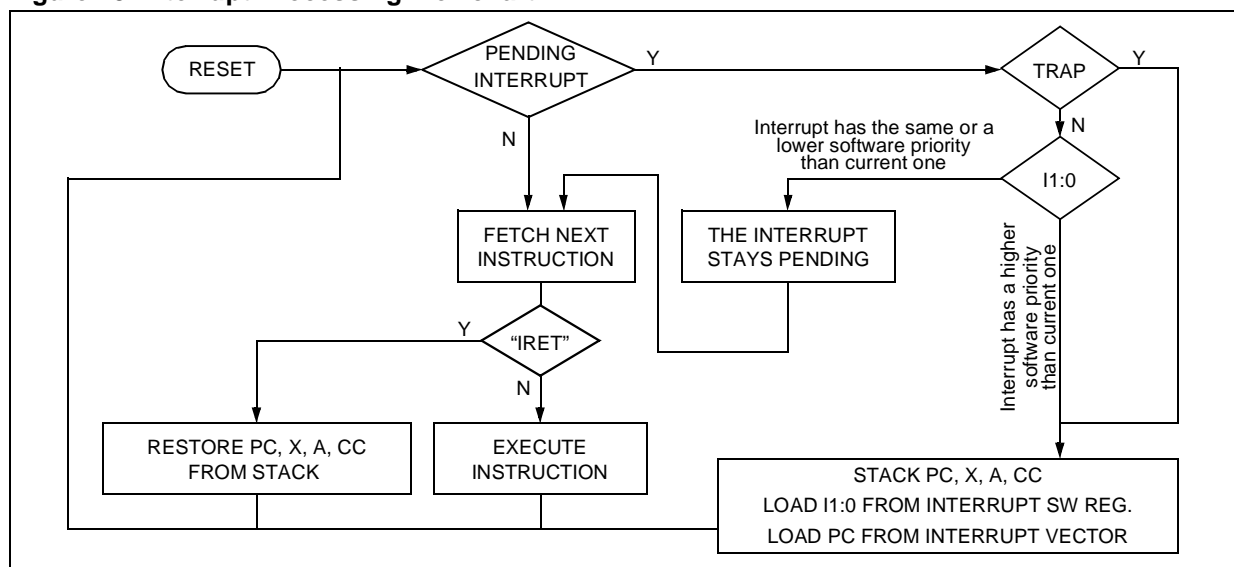 RESET
PENDING
INTERRUPT
Y
TRAP
Y
N
N
Interrupt has the same or a
lower software priority
than current one
I1:0
FETCH NEXT
INSTRUCTION
THE INTERRUPT
STAYS PENDING
Interrupt has a higher
software priority
than current one
Y
“IRET”
N
RESTORE PC, X, A, CC
FROM STACK
EXECUTE
INSTRUCTION
STACK PC, X, A, CC
LOAD I1:0 FROM INTERRUPT SW REG.
LOAD PC FROM INTERRUPT VECTOR